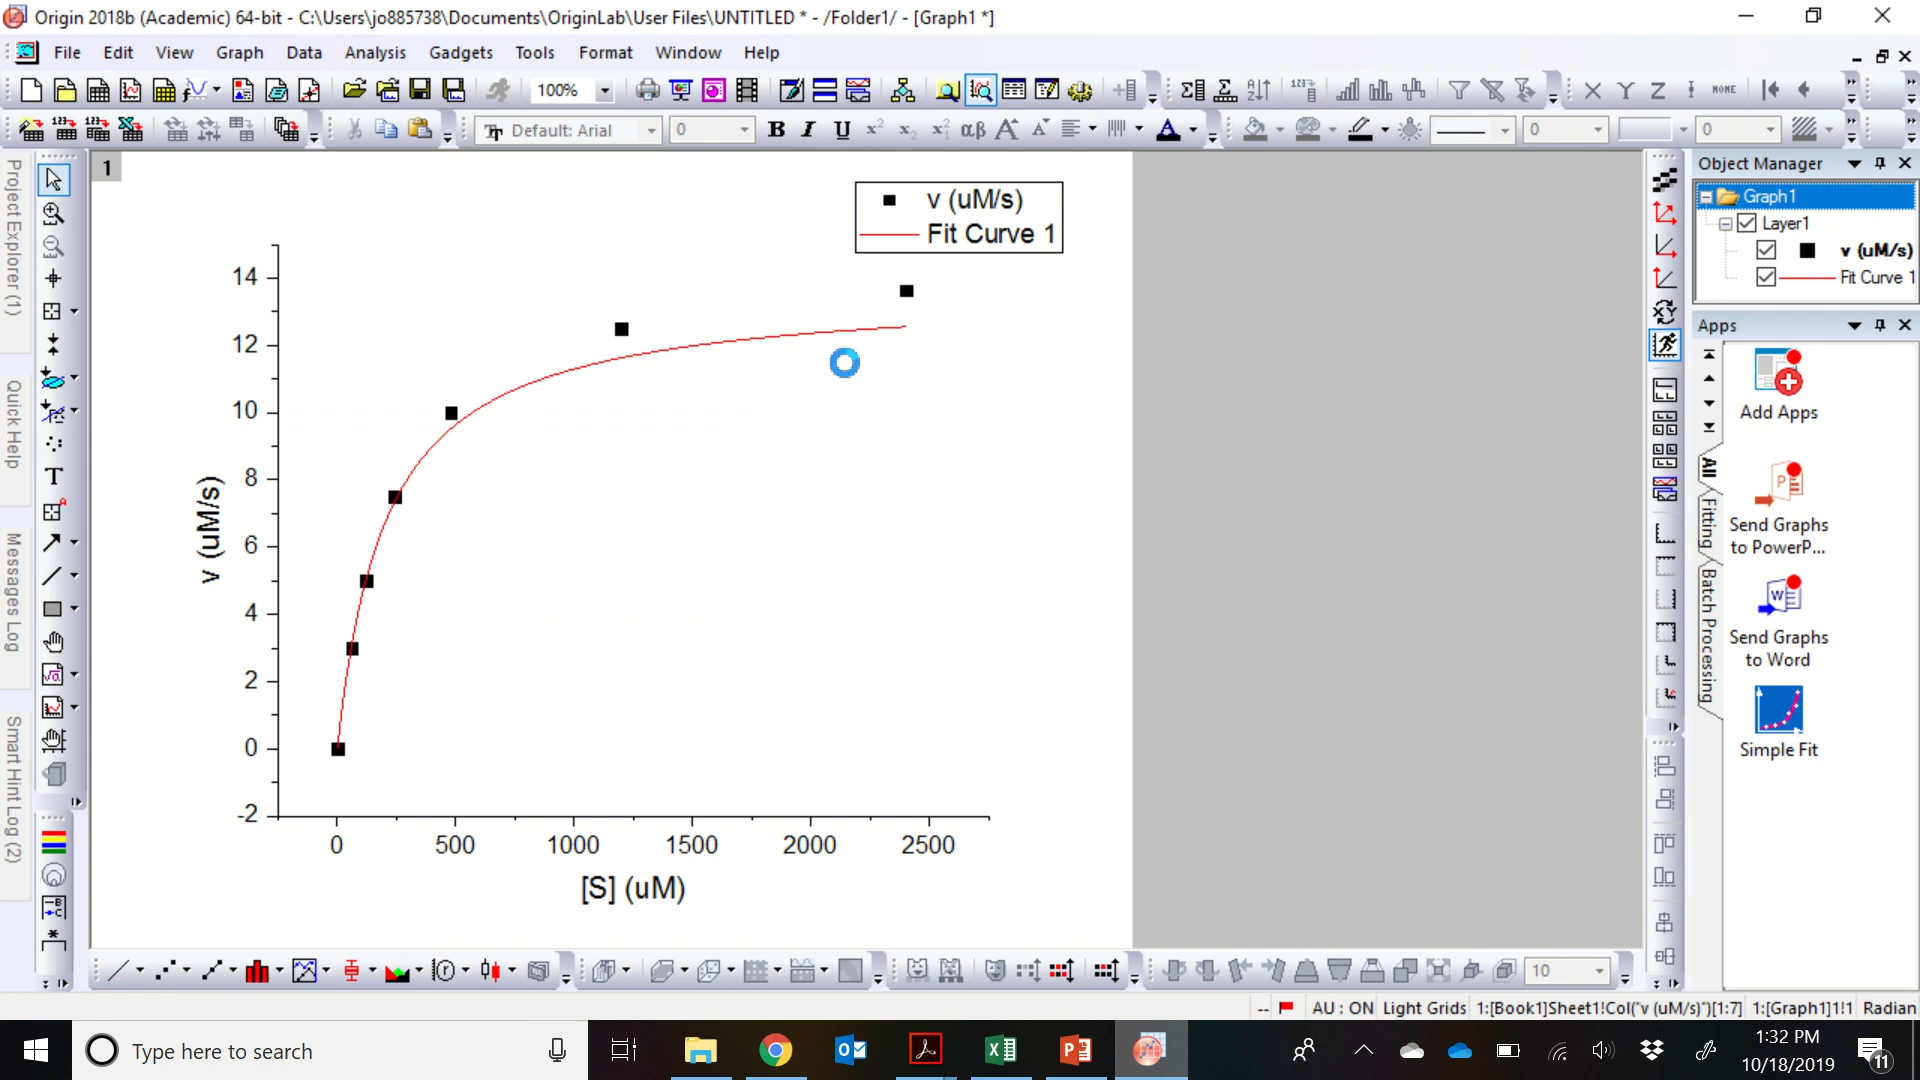 Origin 2018b (Academic) 64-bit - C:\Users\jo885738\Documents\OriginLab\User Files\UNTITLED * - /Folder1/ - [Graph1 *]
File Edit View Graph Data Analysis Gadgets Tools Format Window Help
100%
HOME
Default: Arial 0 B I U 0 0
Project Explorer (1)
Quick Help
Messages Log
Smart Hint Log (2)
1
v (uM/s)
Fit Curve 1
14
12
10
8
6
4
2
0
-2
v (uM/s)
0 500 1000 1500 2000 2500
[S] (uM)
Object Manager
Graph1
Layer1
v (uM/s)
Fit Curve 1
Apps
All
Fitting
Batch Processing
Add Apps
Send Graphs
to PowerP...
Send Graphs
to Word
Simple Fit
10
-- AU : ON Light Grids 1:[Book1]Sheet1!Col("v (uM/s)")[1:7] 1:[Graph1]1!1 Radian
Type here to search
1:32 PM
10/18/2019
11